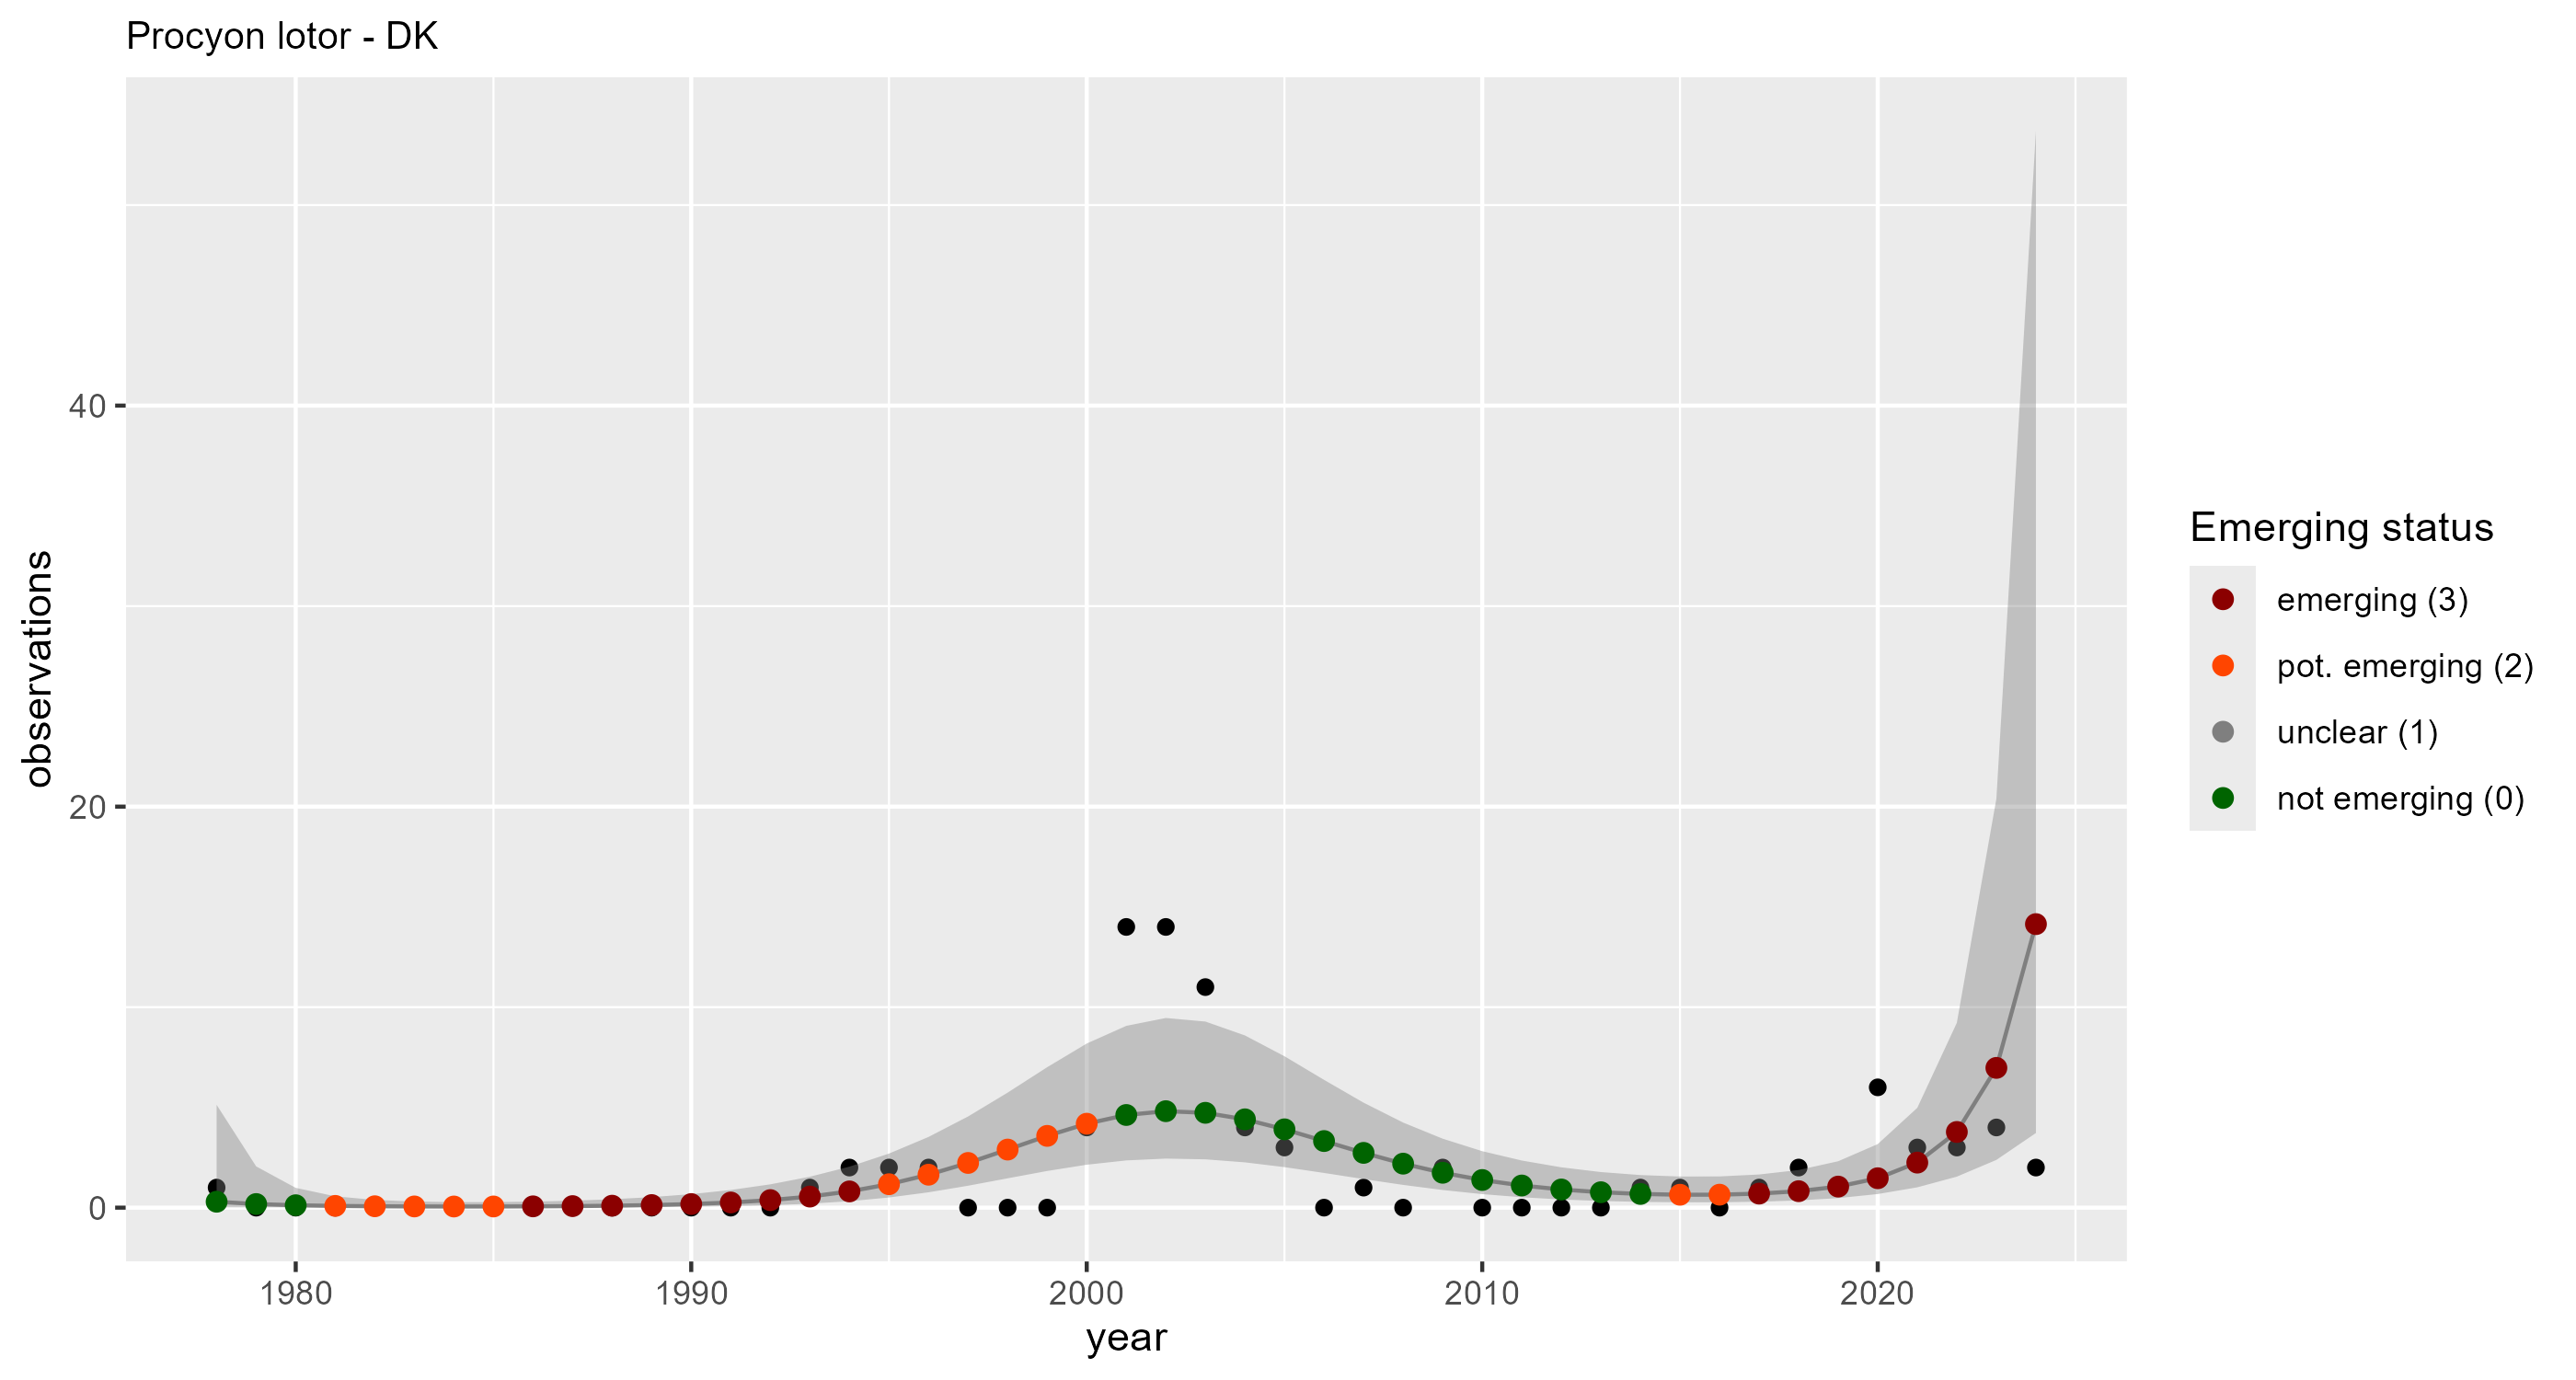 Procyon lotor - DK
observations
40
20
0
1980
1990
2000
2010
2020
year
Emerging status
emerging (3)
pot. emerging (2)
unclear (1)
not emerging (0)